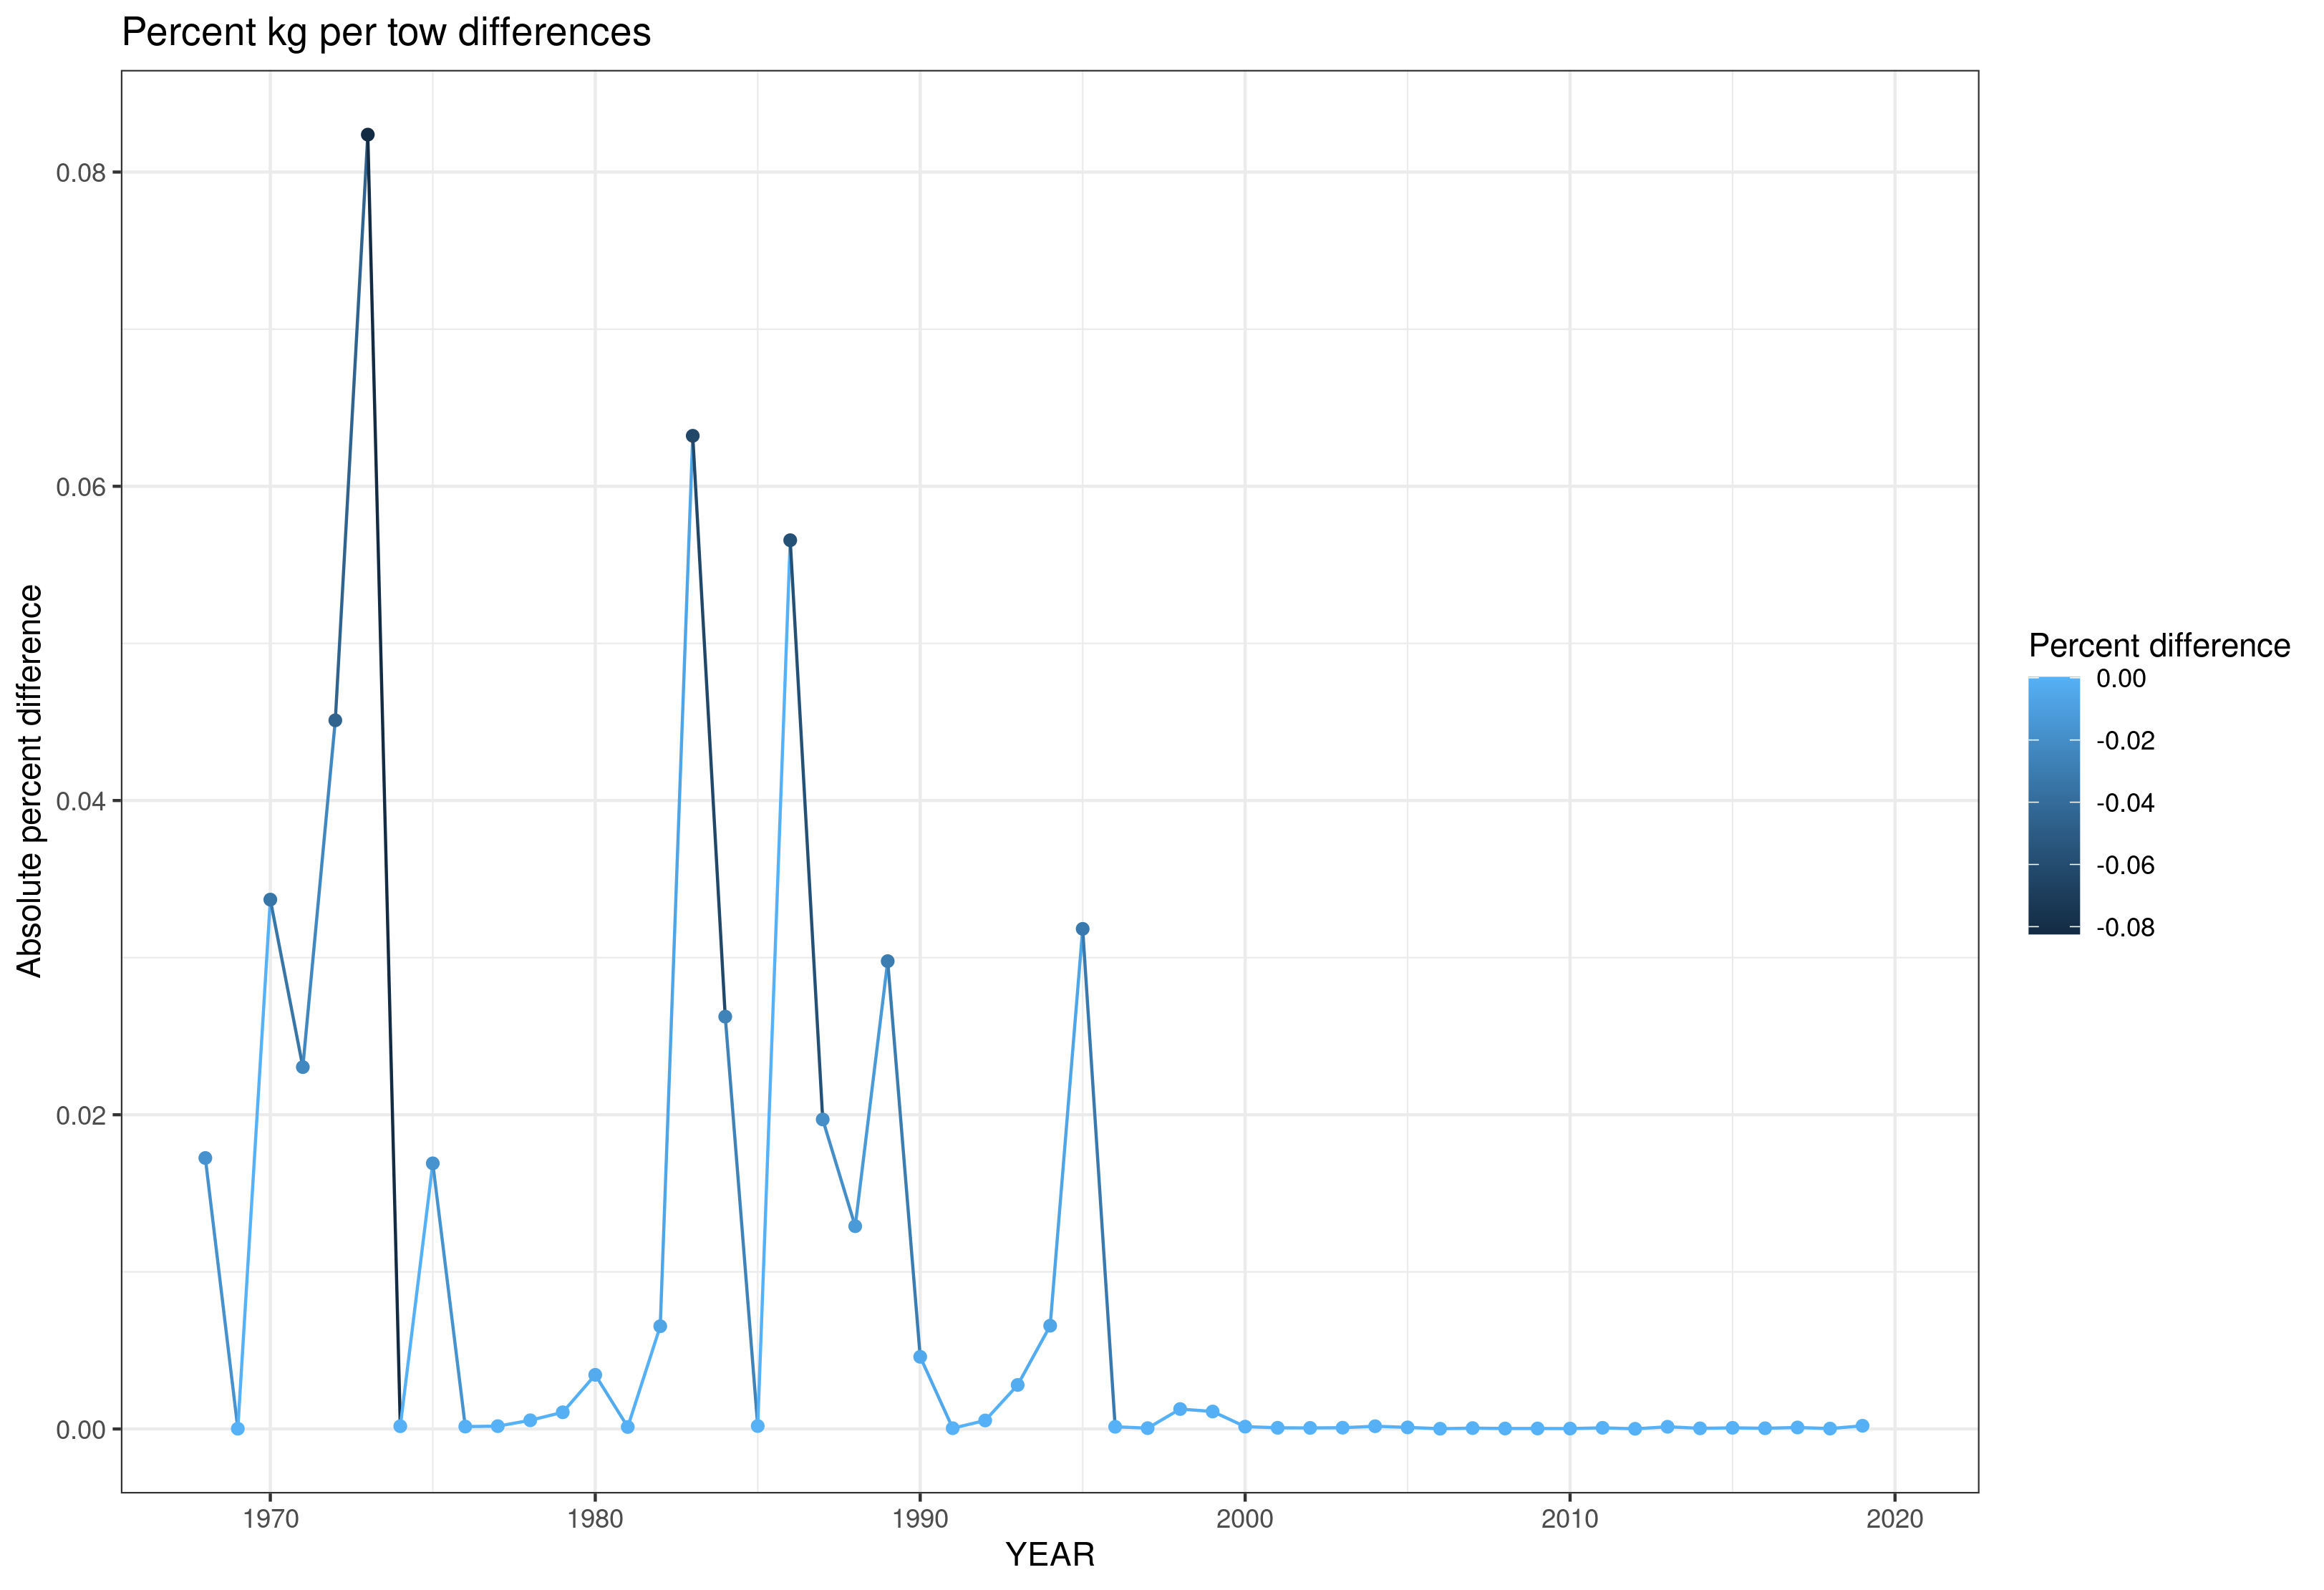 Percent kg per tow differences
Absolute percent difference
0.08
0.06
0.04
0.02
0.00
1970 1980 1990 2000 2010 2020
YEAR
Percent difference
0.00
-0.02
-0.04
-0.06
-0.08